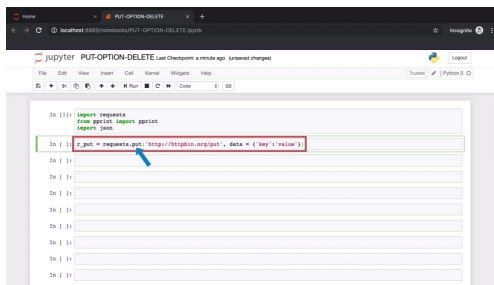 Home
PUT-OPTION-DELETE
localhost:8889/notebooks/PUT-OPTION-DELETE.ipynb
Incognito
jupyter PUT-OPTION-DELETE Last Checkpoint: a minute ago (unsaved changes)
Logout
File Edit View Insert Cell Kernel Widgets Help
Trusted Python 3
Run Code
In [1]: import requests
from pprint import pprint
import json
In [ ]: r_put = requests.put('http://httpbin.org/put', data = {'key':'value'})
In [ ]:
In [ ]:
In [ ]:
In [ ]:
In [ ]:
In [ ]:
In [ ]:
In [ ]: